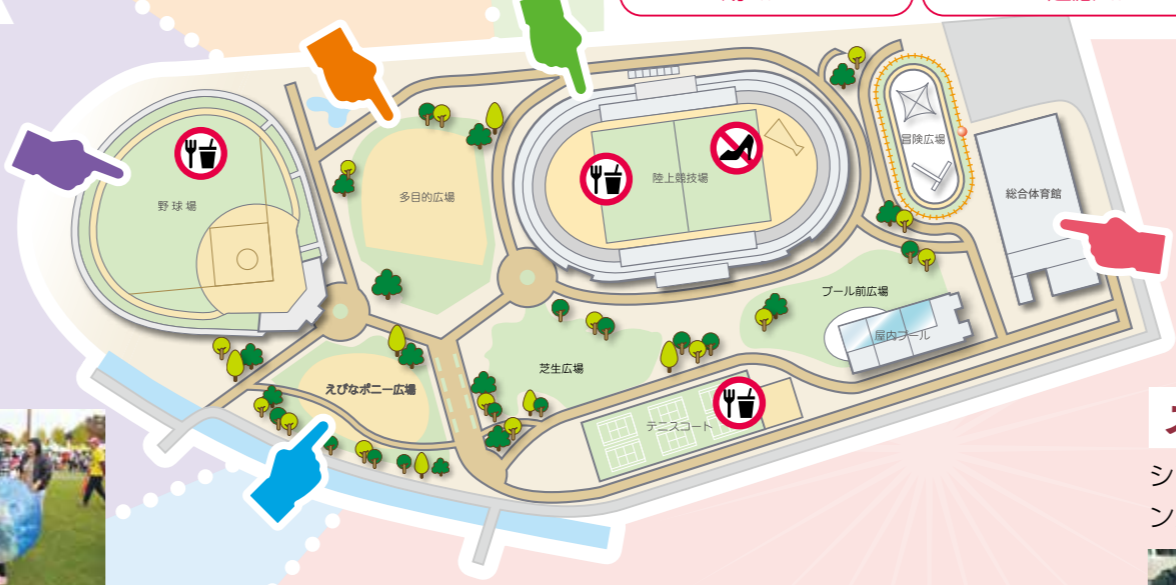 冒険広場
総合体育館
陸上競技場
多目的広場
野球場
プール前広場
屋内プール
芝生広場
えびなポニー広場
テニスコート
シ
ン